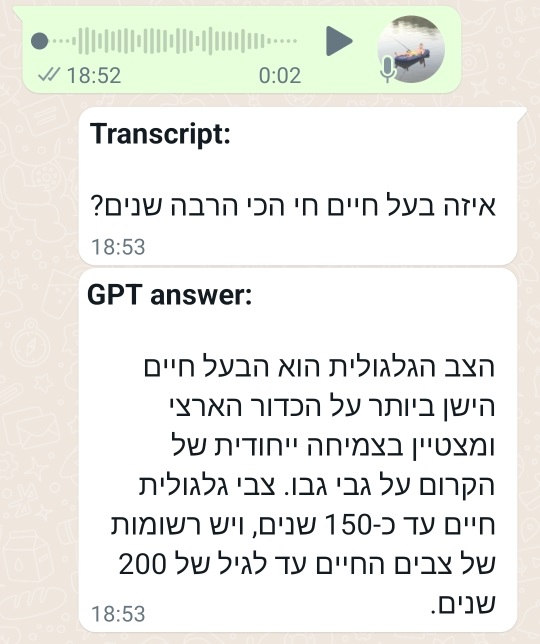 18:52
0:02
Transcript:
איזה בעל חיים חי הכי הרבה שנים?
18:53
GPT answer:
הצב הגלגולית הוא הבעל חיים
הישן ביותר על הכדור הארצי
ומצטיין בצמיחה ייחודית של
הקרום על גבי גבו. צבי גלגולית
חיים עד כ-150 שנים, ויש רשומות
של צבים החיים עד לגיל של 200
שנים.
18:53